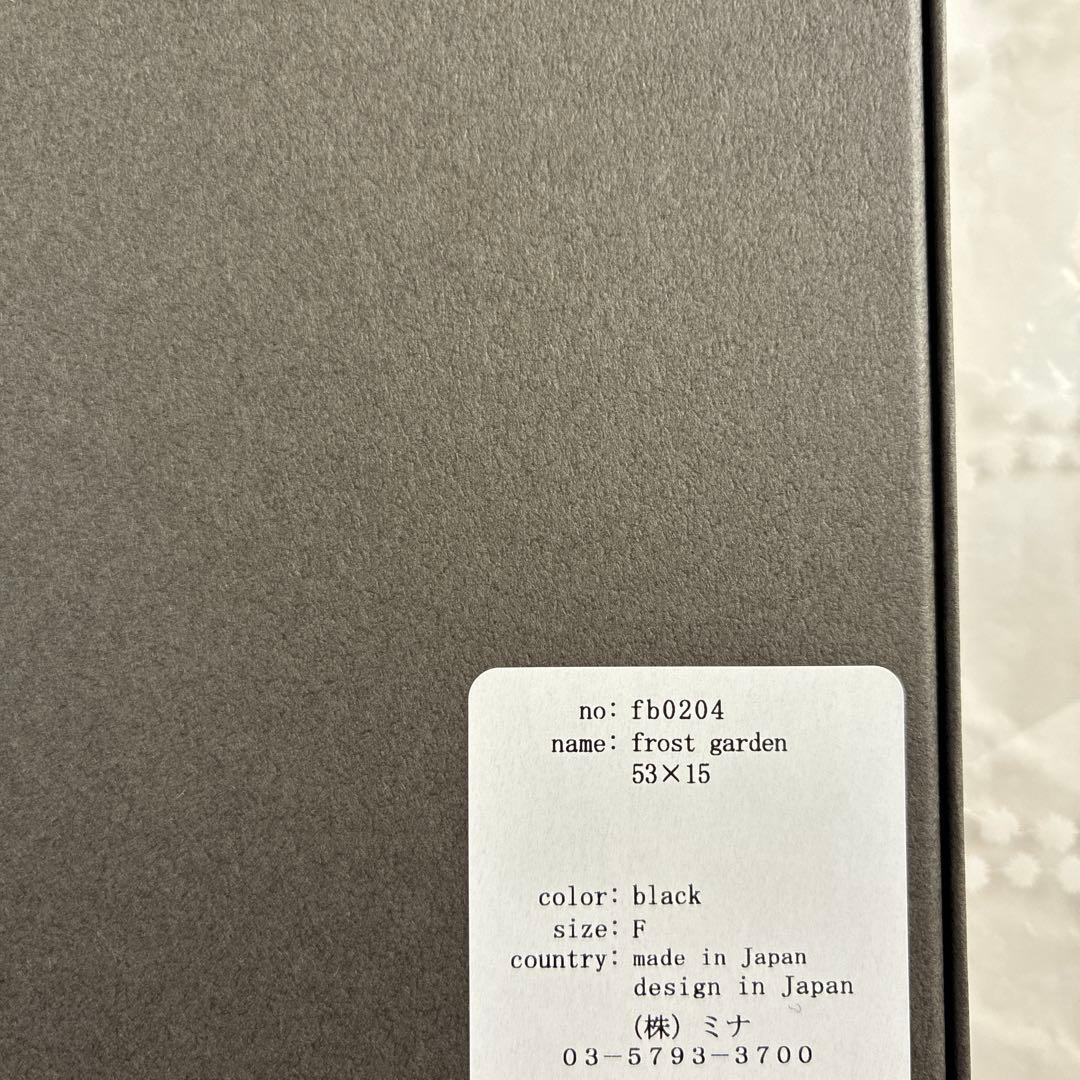 no: fb0204
name: frost garden
53×15
color: black
size: F
country: made in Japan
design in Japan
(株) ミナ
03-5793-3700